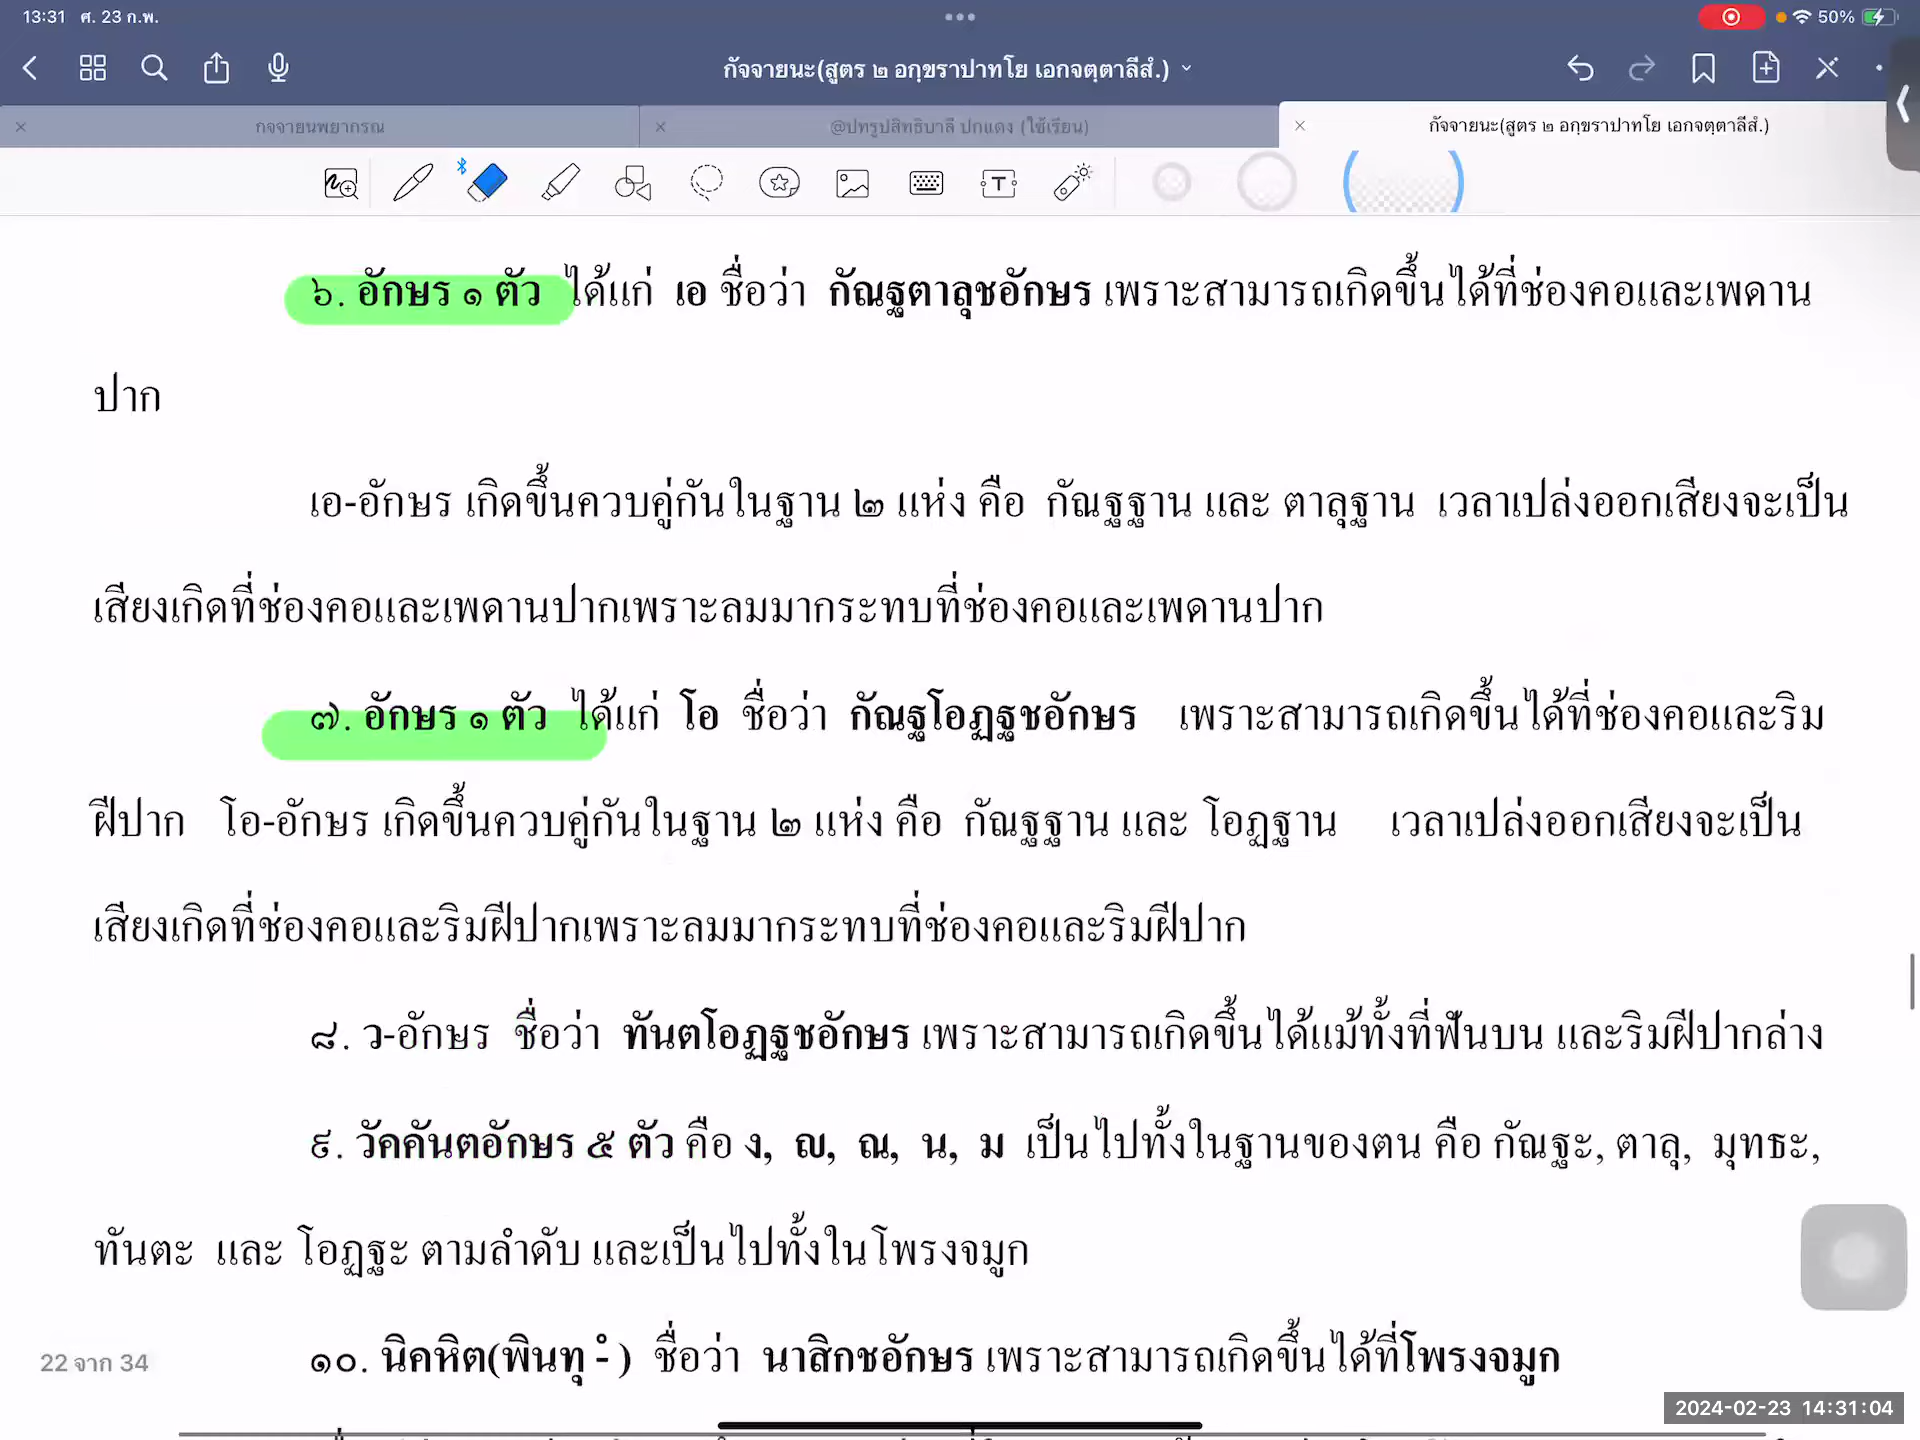 13:31 ศ. 23 ก.พ.
50%
กัจจายนะ(สูตร ๒ อกฺขราปาทโย เอกจตฺตาลีสํ.)
กจจายนพยากรณ
@ปทรูปสิทธิบาลี ปกแดง (ใช้เรียน)
กัจจายนะ(สูตร ๒ อกฺขราปาทโย เอกจตฺตาลีสํ.)
๖. อักษร ๑ ตัว ได้แก่ เอ ชื่อว่า กัณฐตาลุชอักษร เพราะสามารถเกิดขึ้นได้ที่ช่องคอและเพดาน
ปาก
เอ-อักษร เกิดขึ้นควบคู่กันในฐาน ๒ แห่ง คือ กัณฐฐาน และ ตาลุฐาน เวลาเปล่งออกเสียงจะเป็น
เสียงเกิดที่ช่องคอและเพดานปากเพราะลมมากระทบที่ช่องคอและเพดานปาก
๗. อักษร ๑ ตัว ได้แก่ โอ ชื่อว่า กัณฐโอฏฐชอักษร เพราะสามารถเกิดขึ้นได้ที่ช่องคอและริม
ฝีปาก โอ-อักษร เกิดขึ้นควบคู่กันในฐาน ๒ แห่ง คือ กัณฐฐาน และ โอฏฐาน เวลาเปล่งออกเสียงจะเป็น
เสียงเกิดที่ช่องคอและริมฝีปากเพราะลมมากระทบที่ช่องคอและริมฝีปาก
๘. ว-อักษร ชื่อว่า ทันตโอฏฐชอักษร เพราะสามารถเกิดขึ้นได้แม้ทั้งที่ฟันบน และริมฝีปากล่าง
๙. วัคคันตอักษร ๕ ตัว คือ ง, ญ, ณ, น, ม เป็นไปทั้งในฐานของตน คือ กัณฐะ, ตาลุ, มุทธะ,
ทันตะ และ โอฏฐะ ตามลำดับ และเป็นไปทั้งในโพรงจมูก
๑๐. นิคหิต(พินทุ -ํ ) ชื่อว่า นาสิกชอักษร เพราะสามารถเกิดขึ้นได้ที่โพรงจมูก
22 จาก 34
2024-02-23 14:31:04